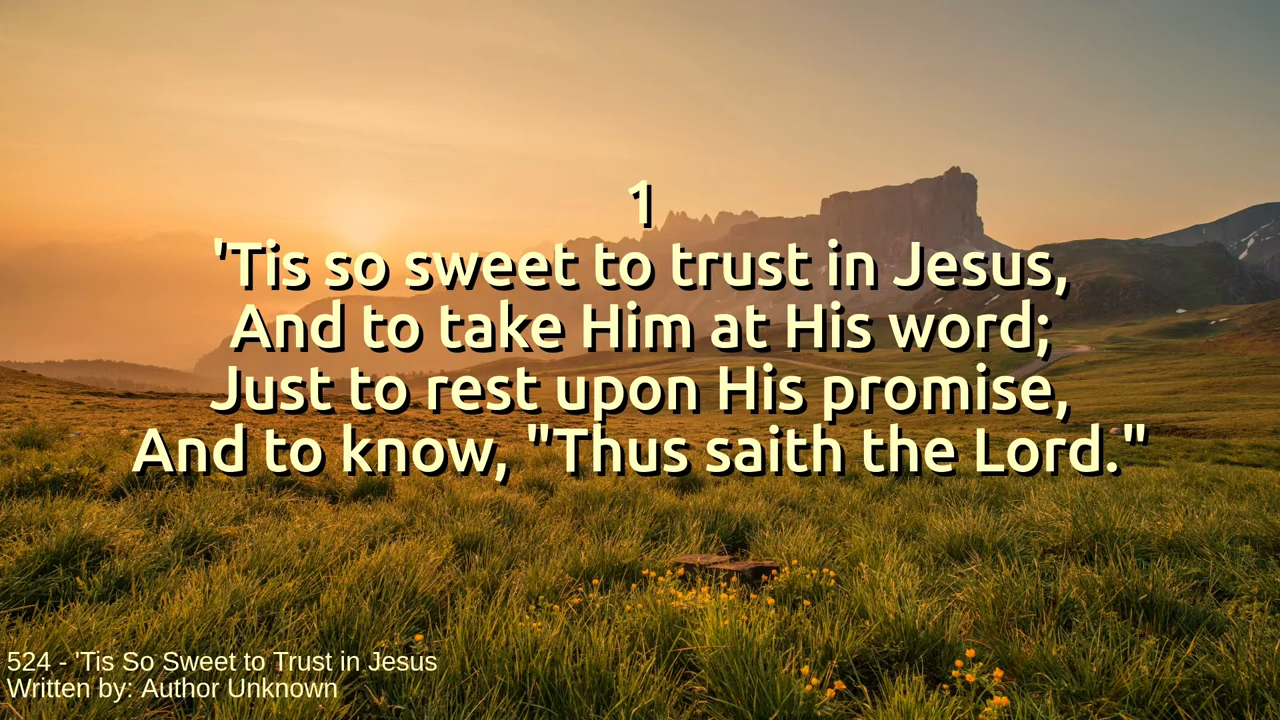 1
'Tis so sweet to trust in Jesus,
And to take Him at His word;
Just to rest upon His promise,
And to know, "Thus saith the Lord."
524 - 'Tis So Sweet to Trust in Jesus
Written by: Author Unknown